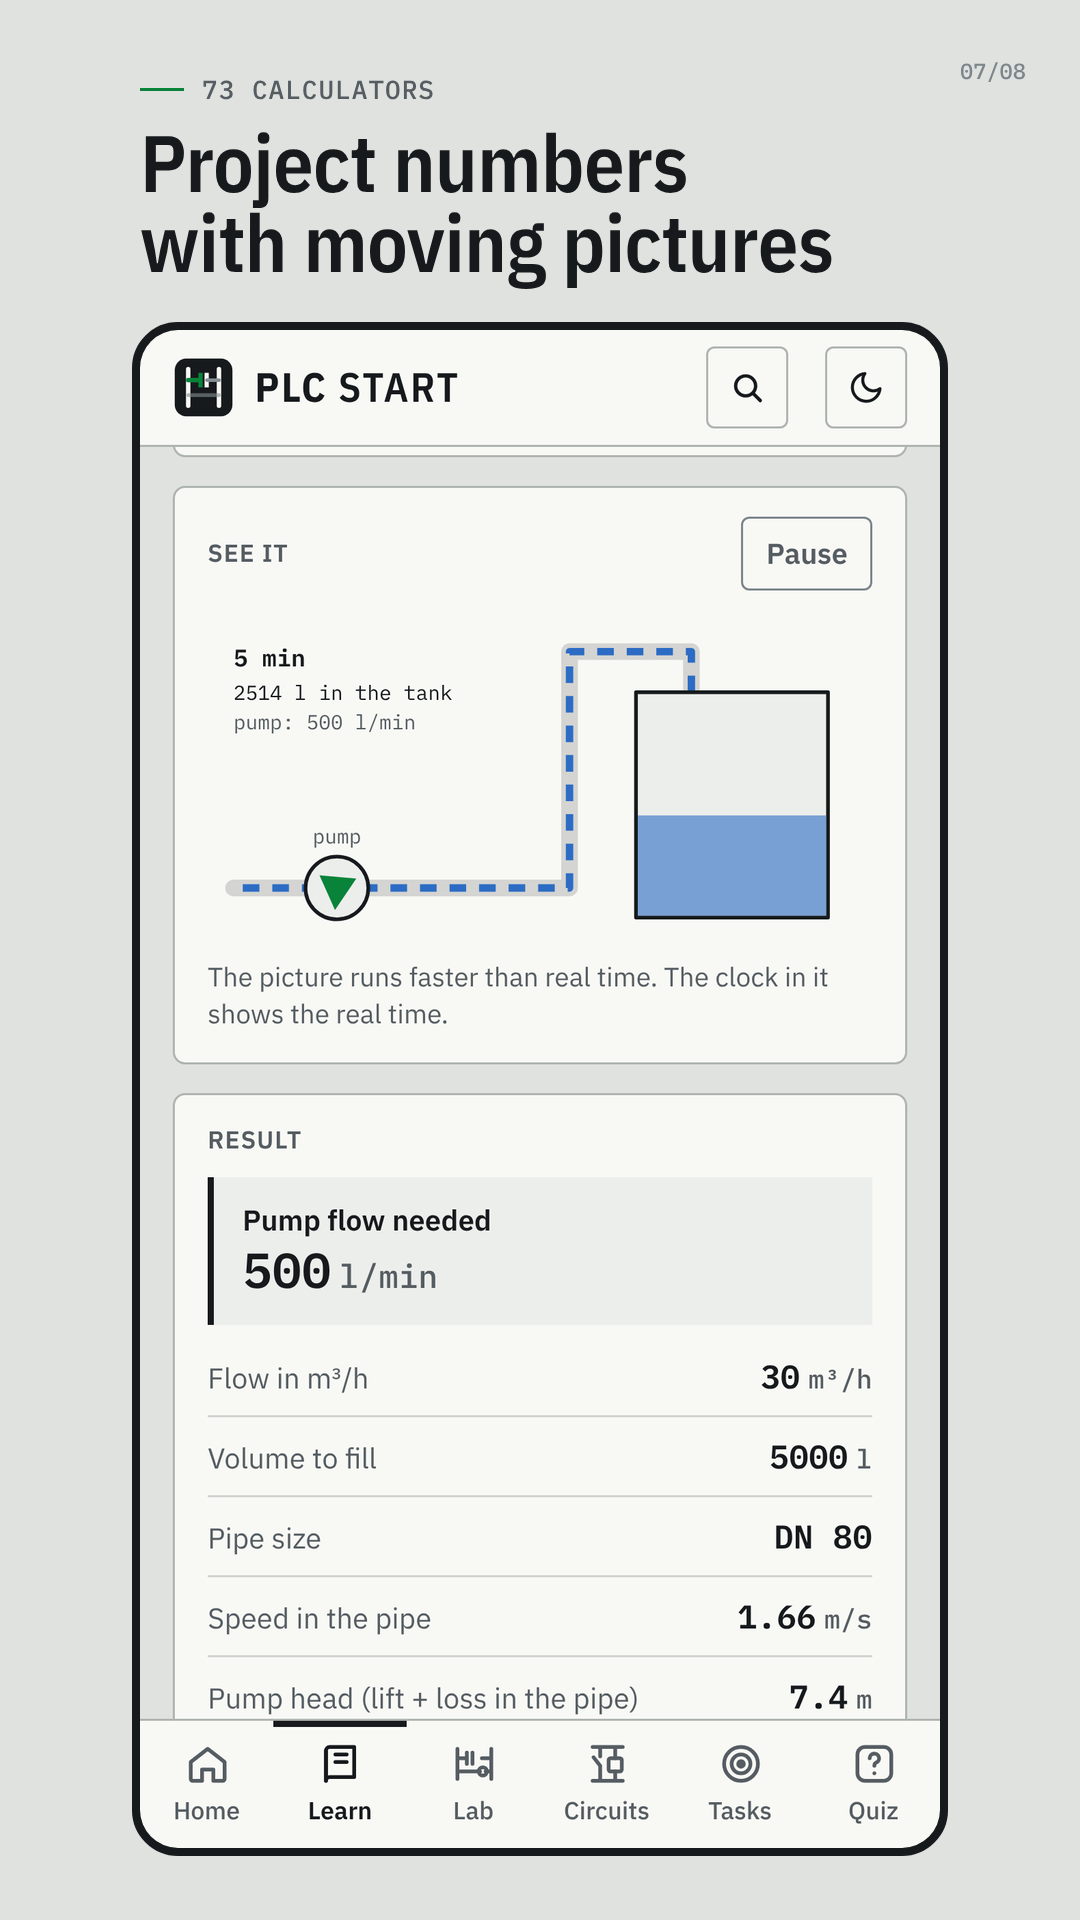 07/08
73 CALCULATORS
Project numbers
with moving pictures
PLC START
SEE IT
Pause
5 min
2514 l in the tank
pump: 500 l/min
pump
The picture runs faster than real time. The clock in it
shows the real time.
RESULT
Pump flow needed
500 l/min
Flow in m³/h 30 m³/h
Volume to fill 5000 l
Pipe size DN 80
Speed in the pipe 1.66 m/s
Pump head (lift + loss in the pipe) 7.4 m
Home Learn Lab Circuits Tasks Quiz